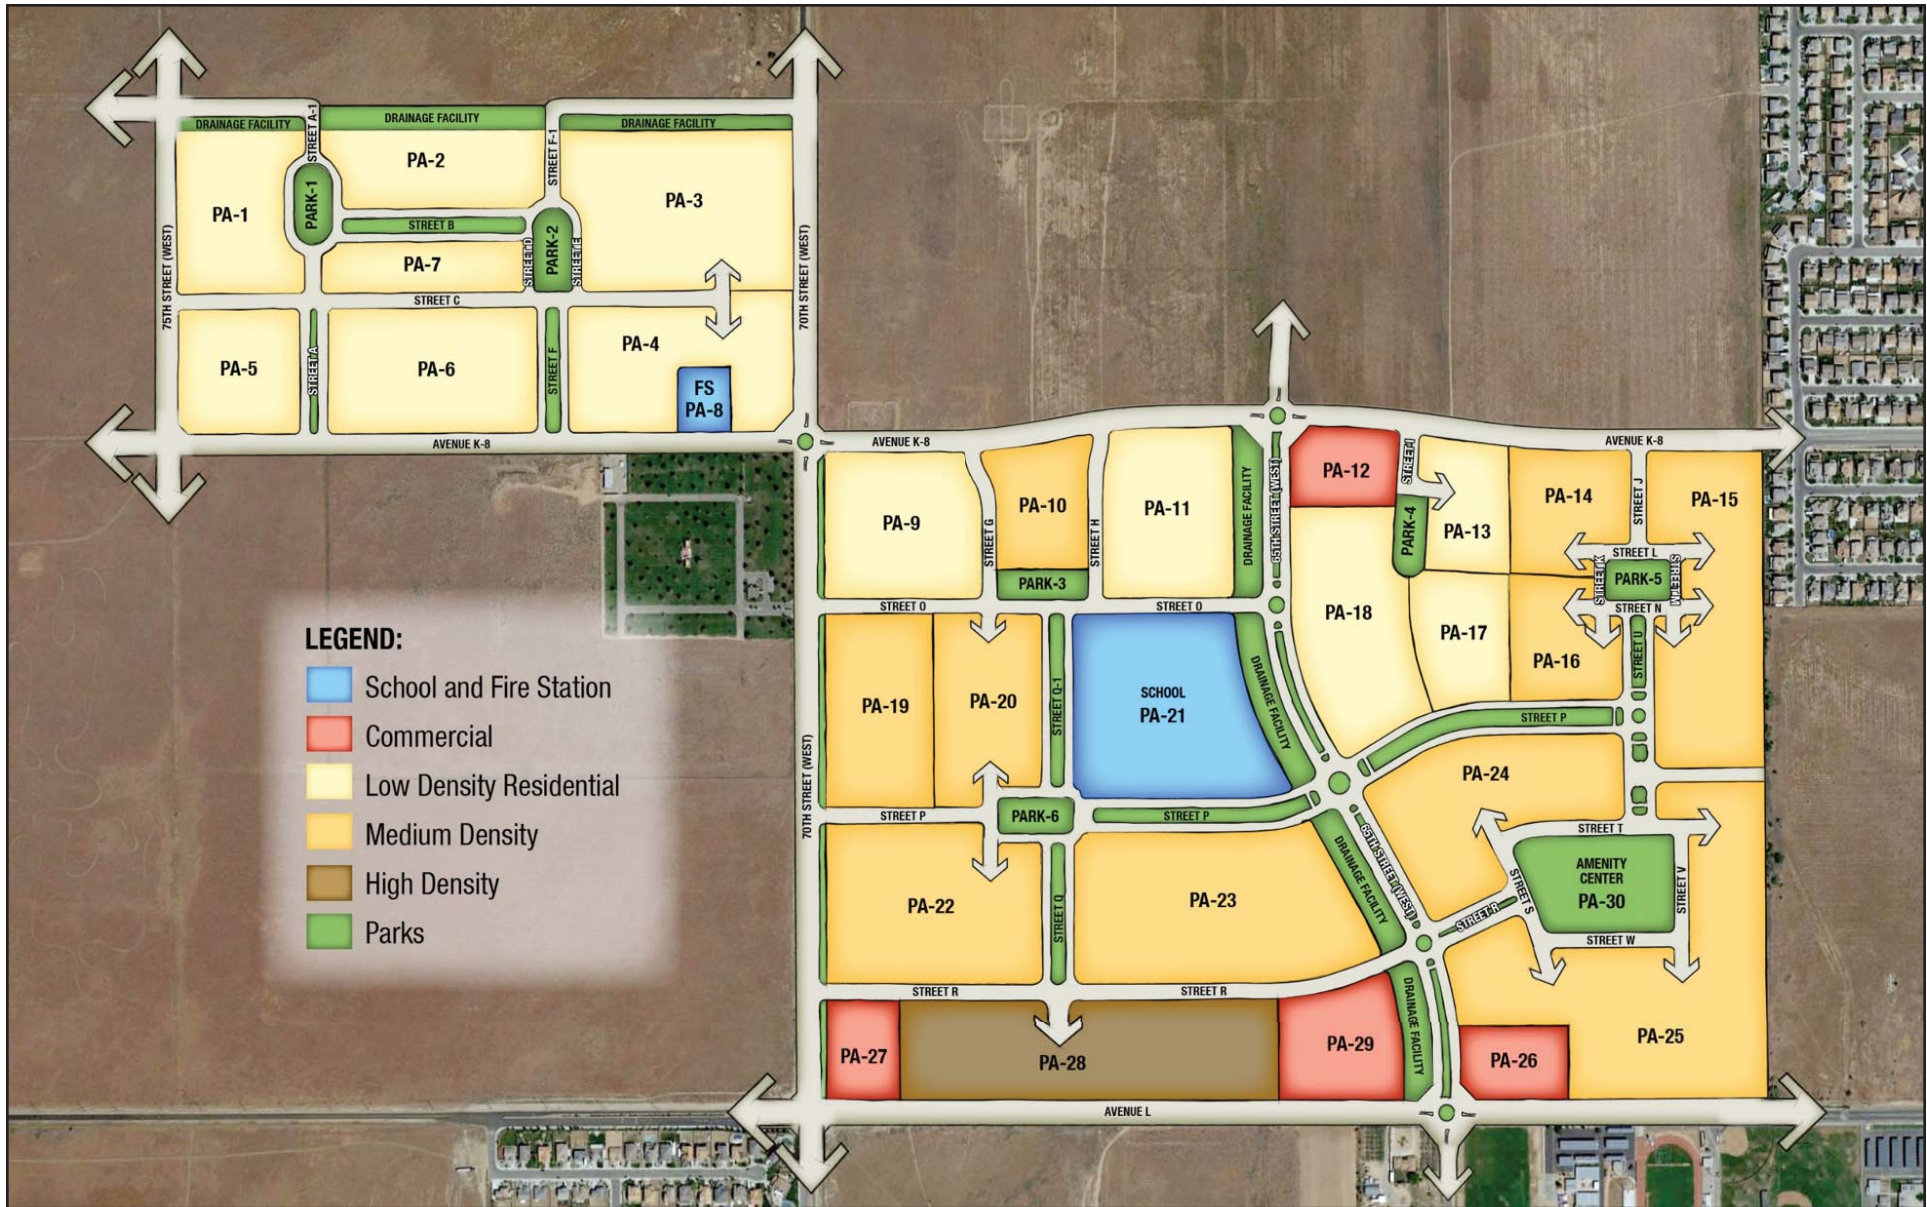 DRAINAGE FACILITY
STREET A-1
DRAINAGE FACILITY
STREET F-1
DRAINAGE FACILITY
PA-1
PARK-1
PA-2
PA-3
STREET B
PA-7
STREET D
PARK-2
STREET E
75TH STREET (WEST)
STREET C
70TH STREET (WEST)
PA-5
STREET A
PA-6
STREET F
PA-4
FS
PA-8
AVENUE K-8
AVENUE K-8
AVENUE K-8
PA-9
STREET G
PA-10
STREET H
PA-11
DRAINAGE FACILITY
65TH STREET (WEST)
PA-12
STREET I
PARK-4
PA-13
PA-14
STREET J
PA-15
STREET L
STREET K
PARK-5
STREET M
STREET N
PARK-3
STREET O
STREET O
PA-18
PA-17
PA-16
STREET U
LEGEND:
School and Fire Station
Commercial
Low Density Residential
Medium Density
High Density
Parks
70TH STREET (WEST)
PA-19
PA-20
STREET Q-1
SCHOOL
PA-21
DRAINAGE FACILITY
STREET P
PA-24
STREET P
PARK-6
STREET P
DRAINAGE FACILITY
65TH STREET (WEST)
STREET T
AMENITY
CENTER
PA-30
STREET V
STREET S
STREET R
STREET W
PA-22
STREET Q
PA-23
STREET R
STREET R
DRAINAGE FACILITY
PA-27
PA-28
PA-29
PA-26
PA-25
AVENUE L